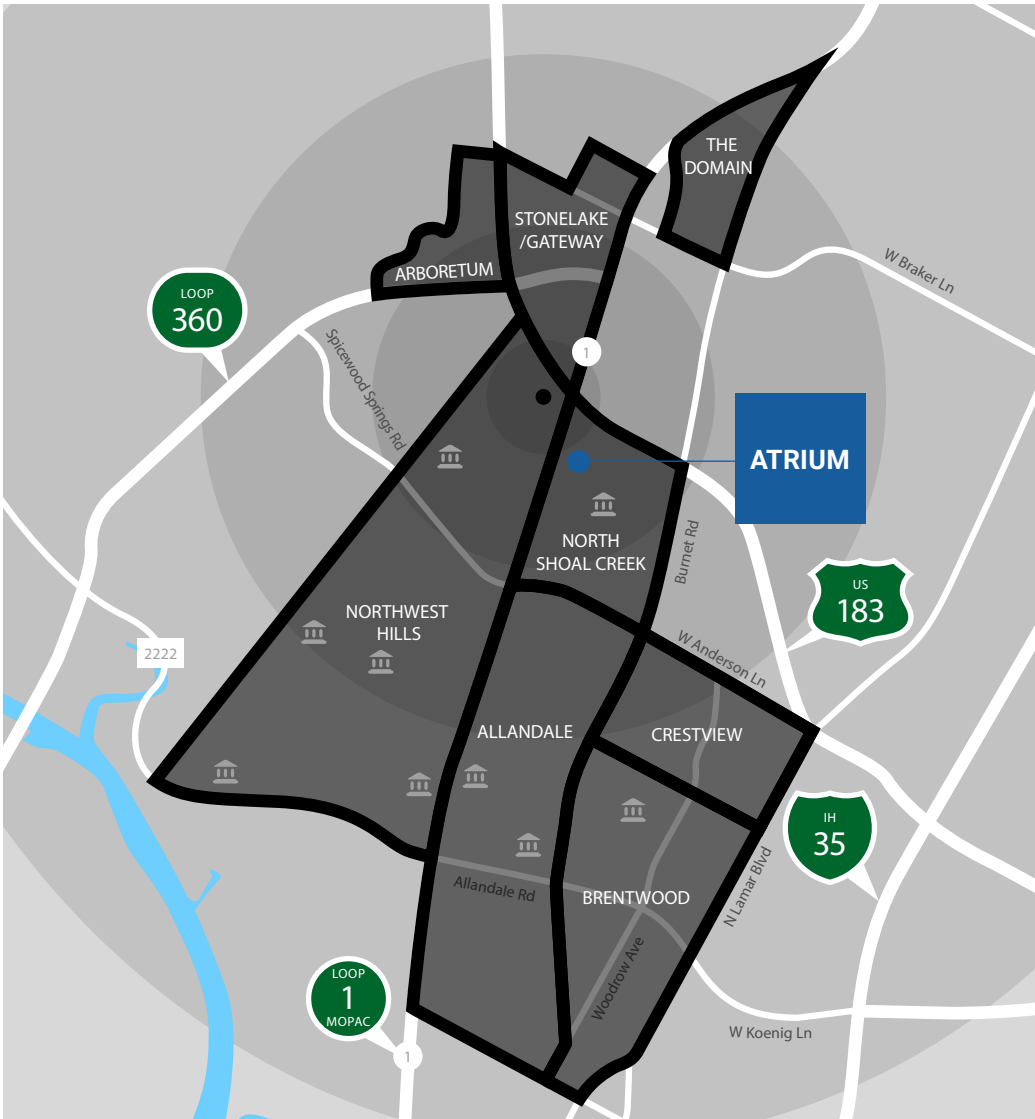 THE
DOMAIN
STONELAKE
/GATEWAY
W Braker Ln
ARBORETUM
LOOP
360
Spicewood Springs Rd
1
ATRIUM
NORTH
SHOAL CREEK
Burnet Rd
US
183
NORTHWEST
HILLS
2222
W Anderson Ln
ALLANDALE
CRESTVIEW
IH
35
Allandale Rd
BRENTWOOD
N Lamar Blvd
Woodrow Ave
LOOP
1
MOPAC
W Koenig Ln
1